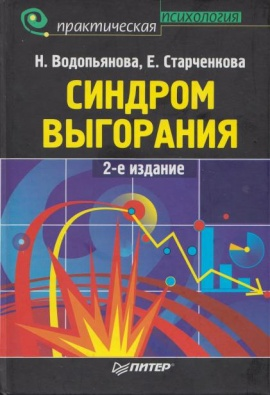 практическая
психология
Н. Водопьянова, Е. Старченкова
СИНДРОМ
ВЫГОРАНИЯ
2-е издание
ПИТЕР